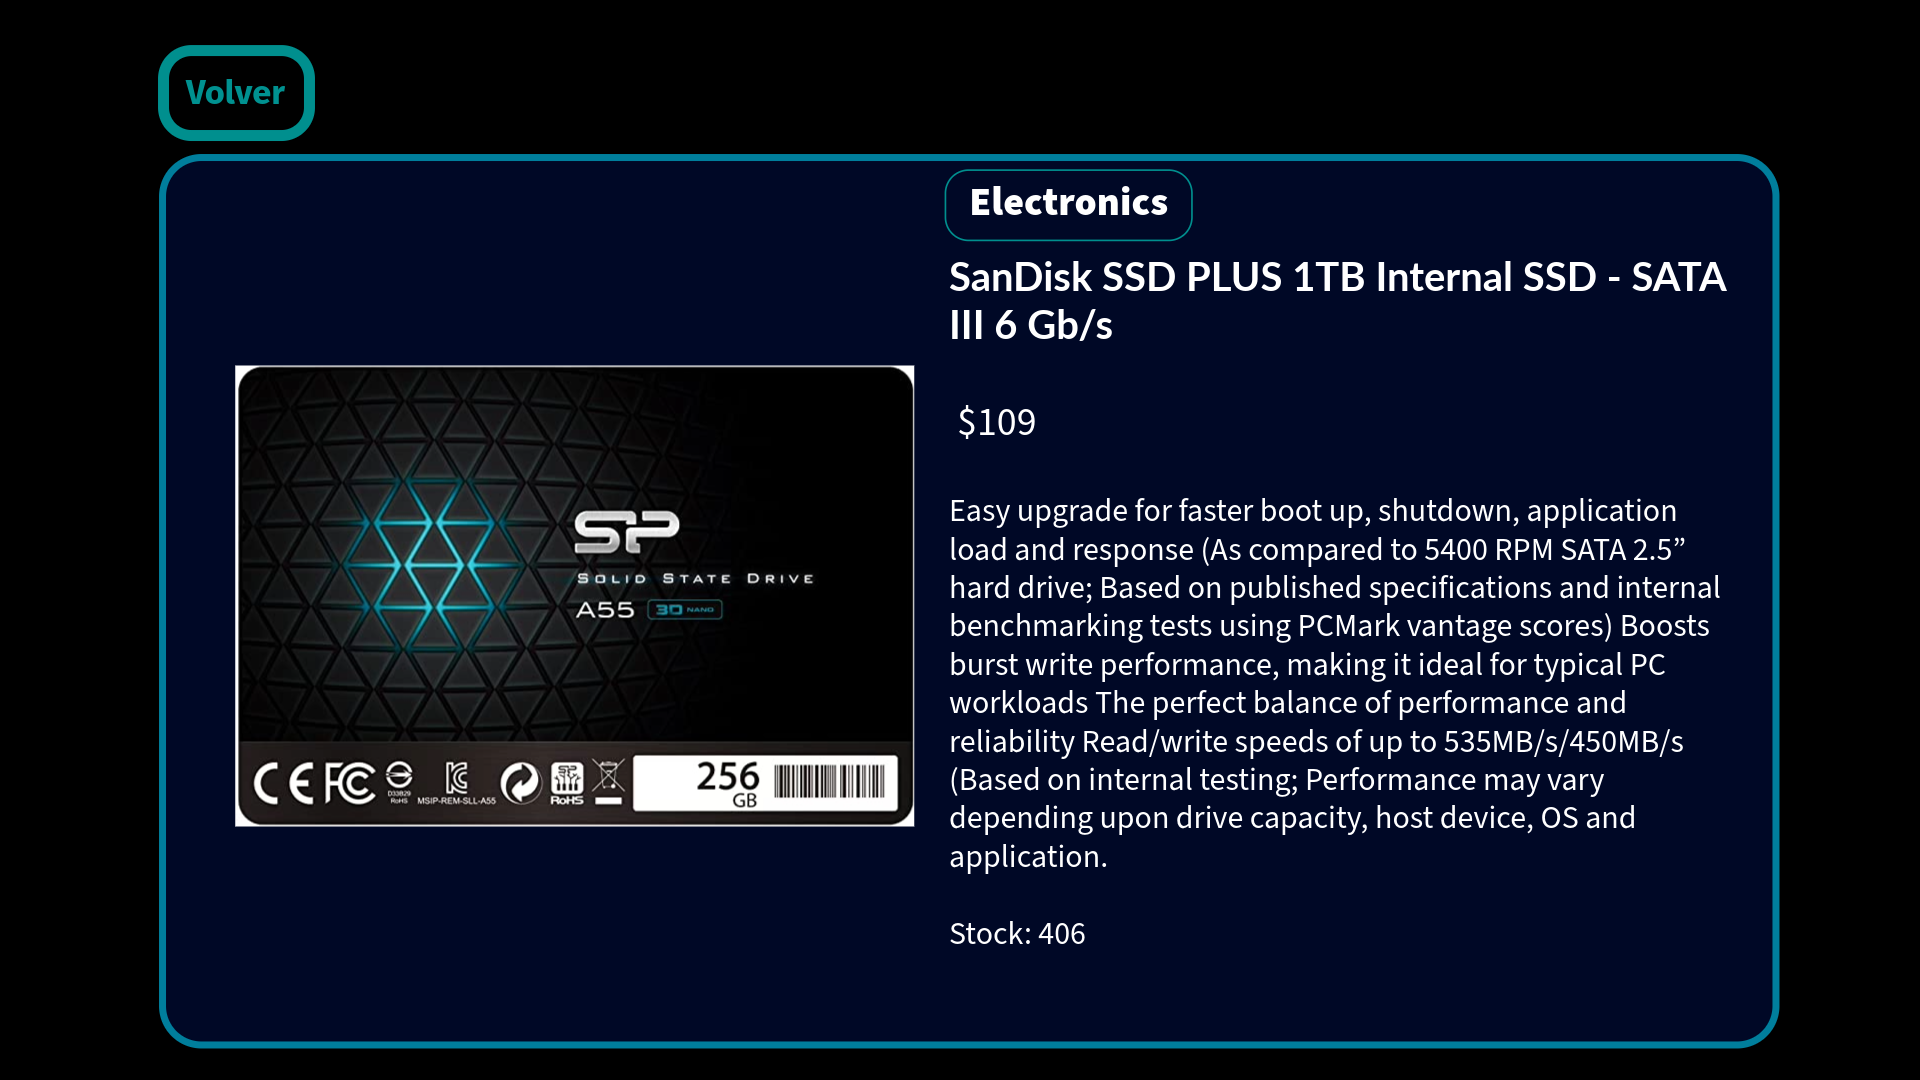 Volver
Electronics
SanDisk SSD PLUS 1TB Internal SSD - SATA
III 6 Gb/s
$109
Easy upgrade for faster boot up, shutdown, application
load and response (As compared to 5400 RPM SATA 2.5”
hard drive; Based on published specifications and internal
benchmarking tests using PCMark vantage scores) Boosts
burst write performance, making it ideal for typical PC
workloads The perfect balance of performance and
reliability Read/write speeds of up to 535MB/s/450MB/s
(Based on internal testing; Performance may vary
depending upon drive capacity, host device, OS and
application.
Stock: 406
SP
SOLID STATE DRIVE
A55 3D NAND
CE FC D33B29 RoHS MSIP-REM-SLL-A55 SP RoHS
256
GB